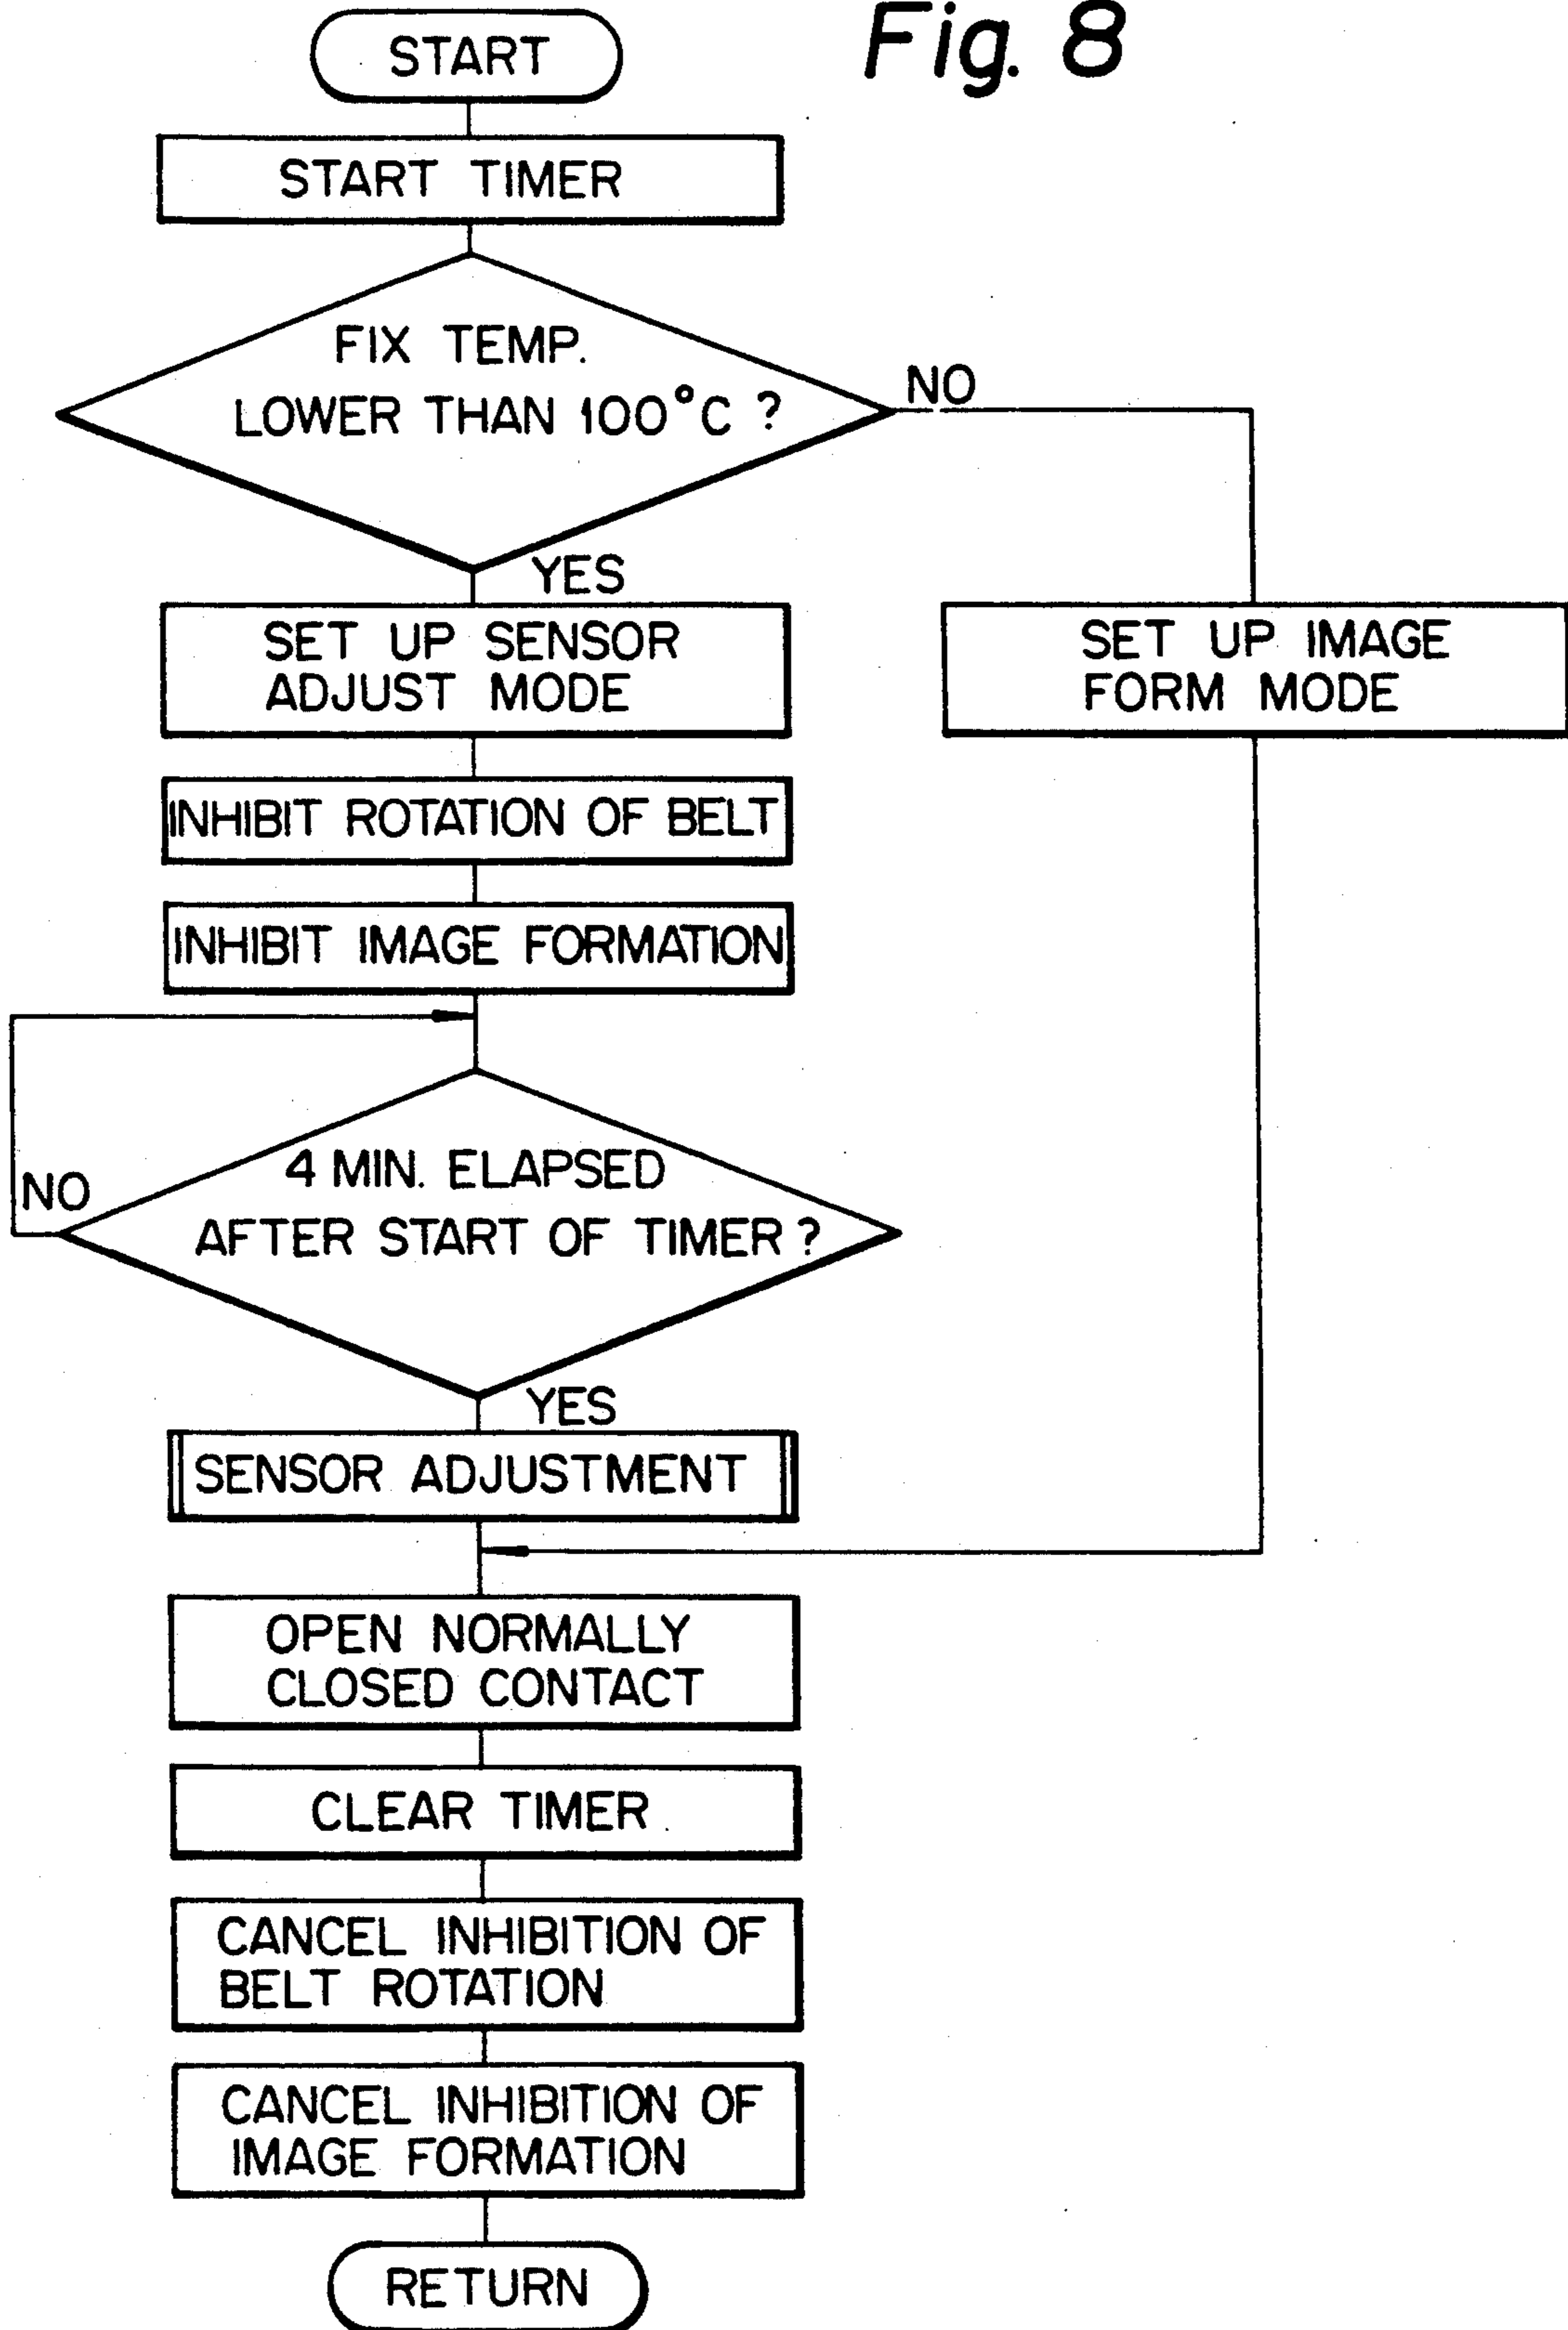 Fig. 8
START
START TIMER
FIX TEMP.
LOWER THAN 100°C ?
NO
YES
SET UP SENSOR
ADJUST MODE
SET UP IMAGE
FORM MODE
INHIBIT ROTATION OF BELT
INHIBIT IMAGE FORMATION
4 MIN. ELAPSED
AFTER START OF TIMER ?
NO
YES
SENSOR ADJUSTMENT
OPEN NORMALLY
CLOSED CONTACT
CLEAR TIMER
CANCEL INHIBITION OF
BELT ROTATION
CANCEL INHIBITION OF
IMAGE FORMATION
RETURN